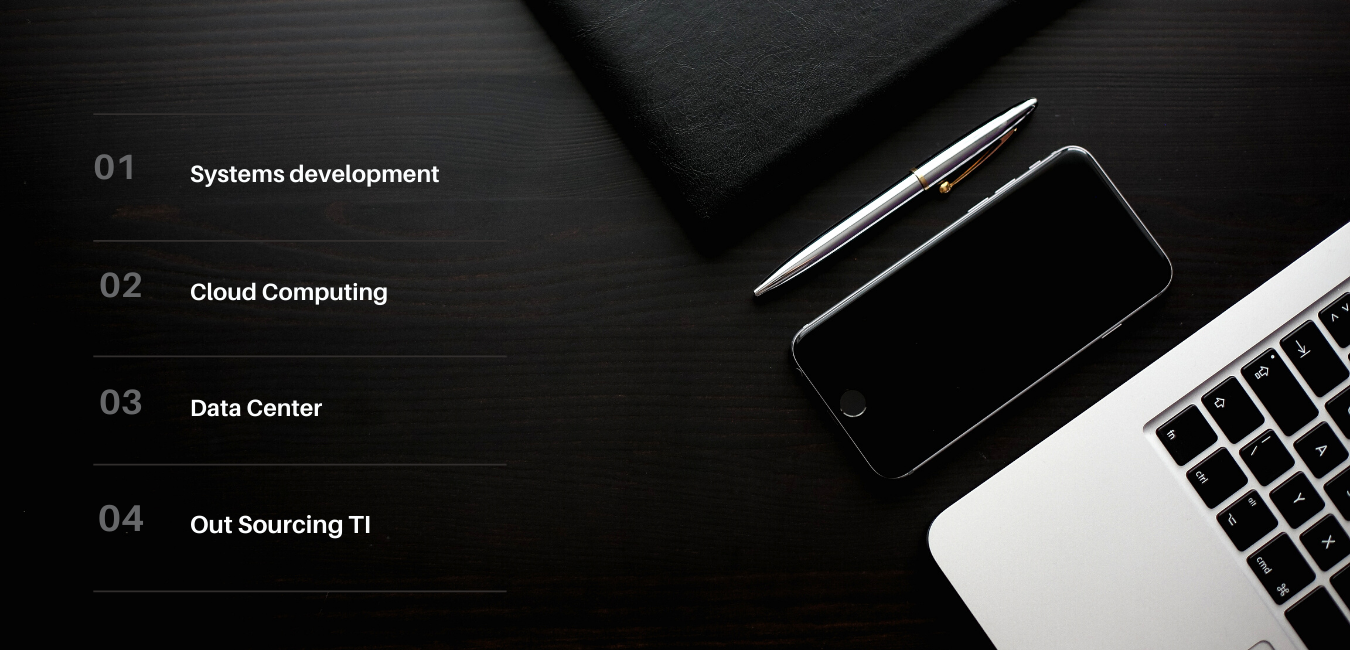 01 Systems development
02 Cloud Computing
03 Data Center
04 Out Sourcing TI
fn
ctrl
alt
cmd
A
Y
X